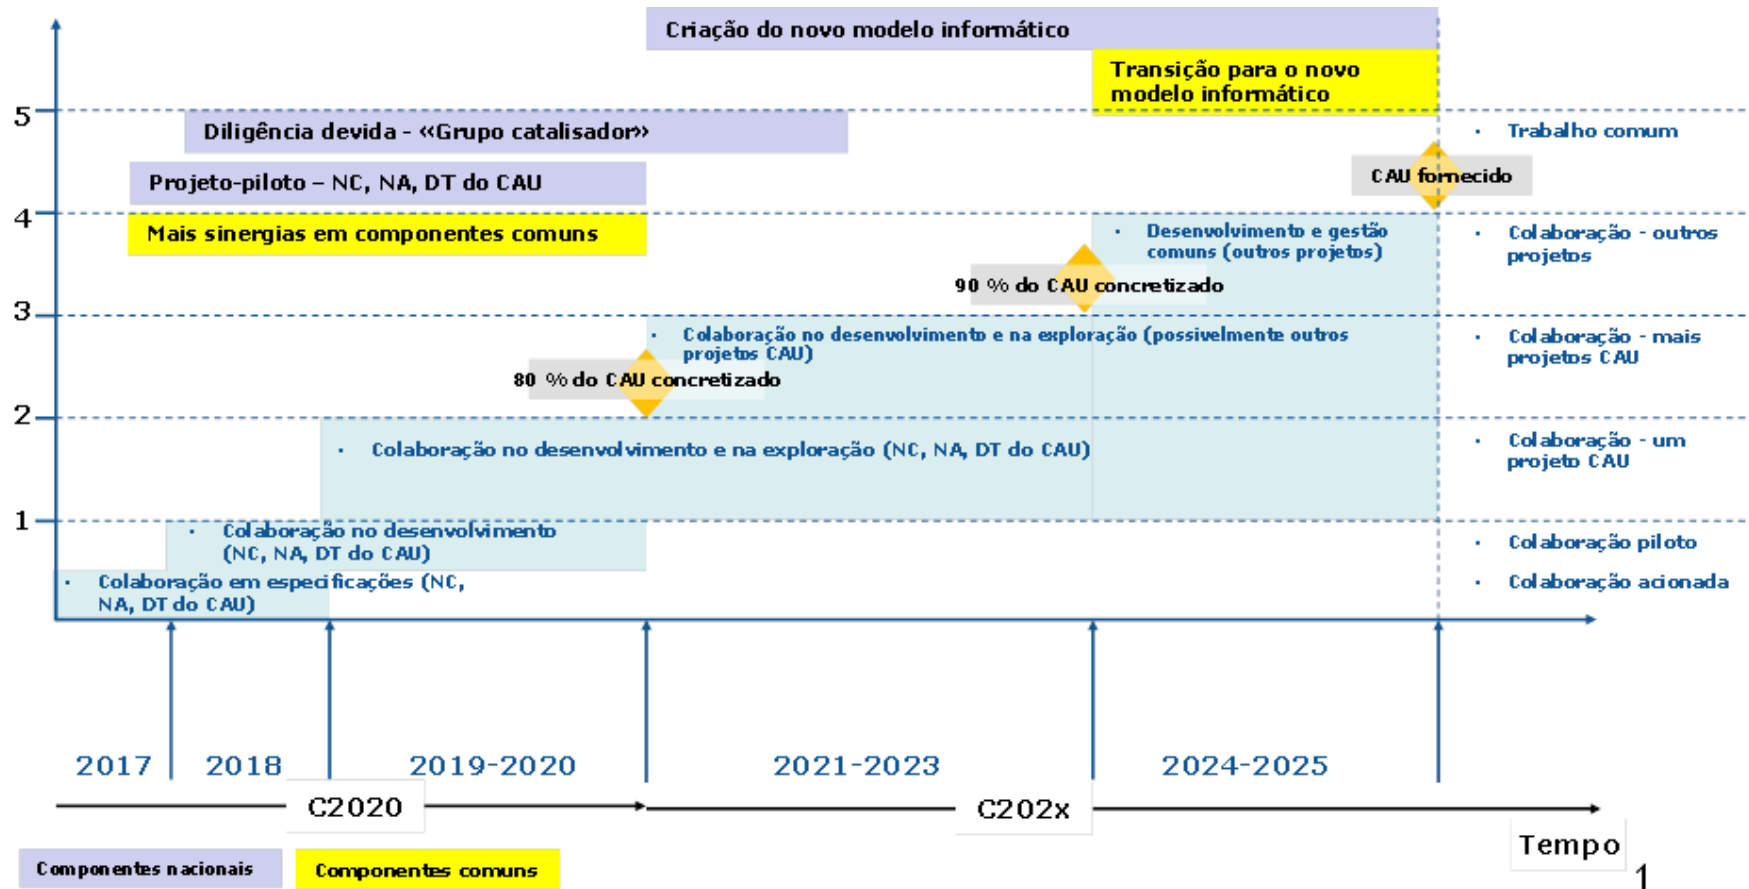 Criação do novo modelo informático
Transição para o novo
modelo informático
5
Diligência devida - «Grupo catalisador»
· Trabalho comum
Projeto-piloto – NC, NA, DT do CAU
CAU fornecido
4
Mais sinergias em componentes comuns
· Desenvolvimento e gestão
comuns (outros projetos)
· Colaboração - outros
projetos
90 % do CAU concretizado
3
· Colaboração no desenvolvimento e na exploração (possivelmente outros
projetos CAU)
· Colaboração - mais
projetos CAU
80 % do CAU concretizado
2
· Colaboração no desenvolvimento e na exploração (NC, NA, DT do CAU)
· Colaboração - um
projeto CAU
1
· Colaboração no desenvolvimento
(NC, NA, DT do CAU)
· Colaboração piloto
· Colaboração em especificações (NC,
NA, DT do CAU)
· Colaboração acionada
2017
2018
2019-2020
2021-2023
2024-2025
C2020
C202x
Tempo
Componentes nacionais
Componentes comuns
1